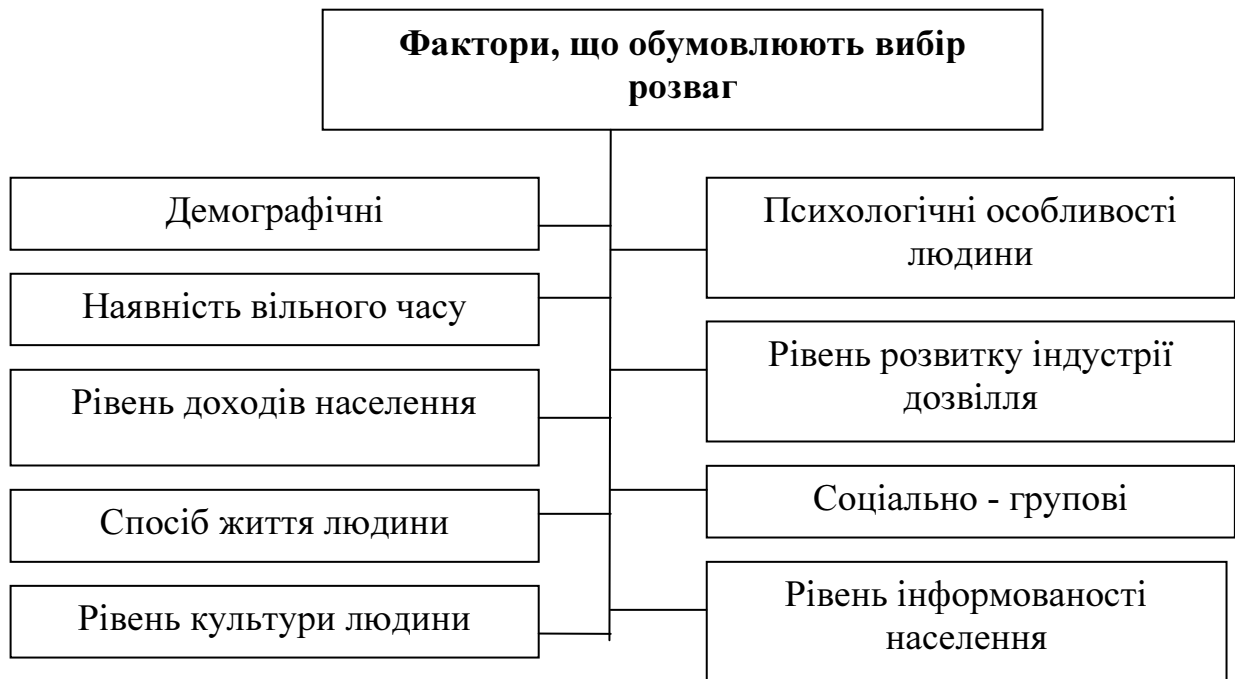 Фактори, що обумовлюють вибір
розваг
Демографічні
Наявність вільного часу
Рівень доходів населення
Спосіб життя людини
Рівень культури людини
Психологічні особливості
людини
Рівень розвитку індустрії
дозвілля
Соціально - групові
Рівень інформованості
населення